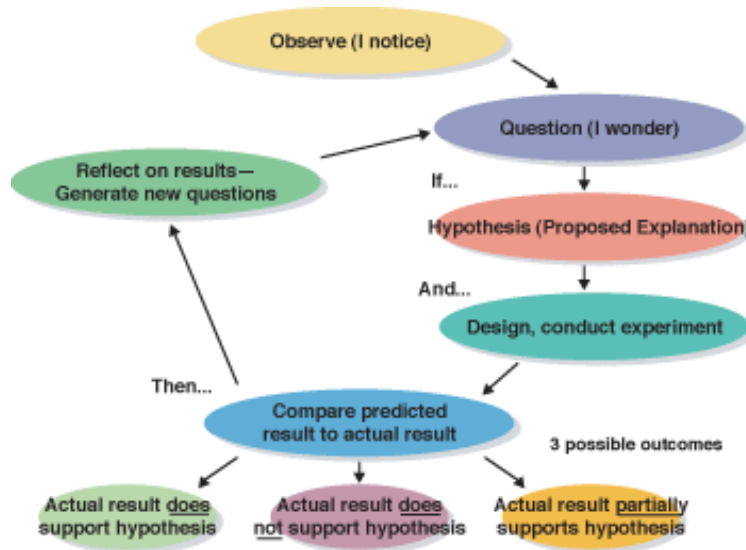 Observe (I notice)
Question (I wonder)
Reflect on results—
Generate new questions
If...
Hypothesis (Proposed Explanation)
And...
Design, conduct experiment
Then...
Compare predicted
result to actual result
3 possible outcomes
Actual result does
support hypothesis
Actual result does
not support hypothesis
Actual result partially
supports hypothesis